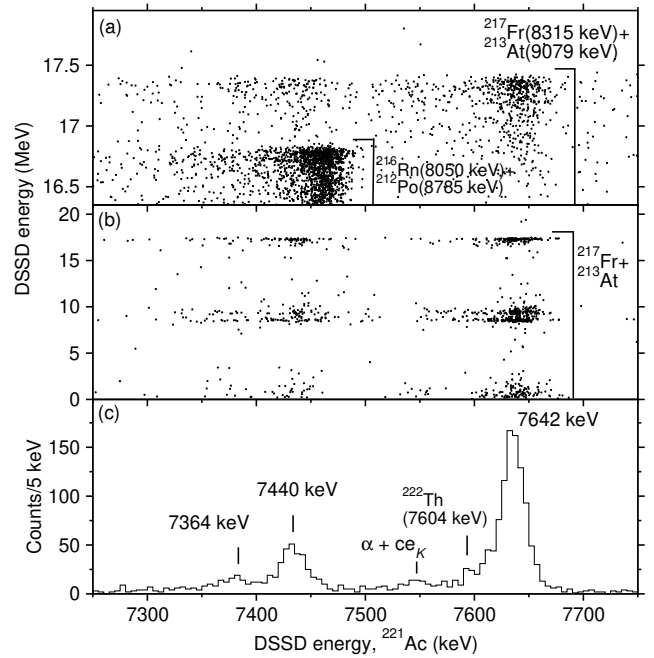 (a)
²¹⁷Fr(8315 keV)+
²¹³At(9079 keV)
17.5
17
16.5
²¹⁶Rn(8050 keV)+
²¹²Po(8785 keV)
DSSD energy (MeV)
(b)
20
15
10
5
0
²¹⁷Fr+
²¹³At
(c)
7642 keV
150
100
50
0
Counts/5 keV
7364 keV
7440 keV
α + ceK
²²²Th
(7604 keV)
7300
7400
7500
7600
7700
DSSD energy, ²²¹Ac (keV)